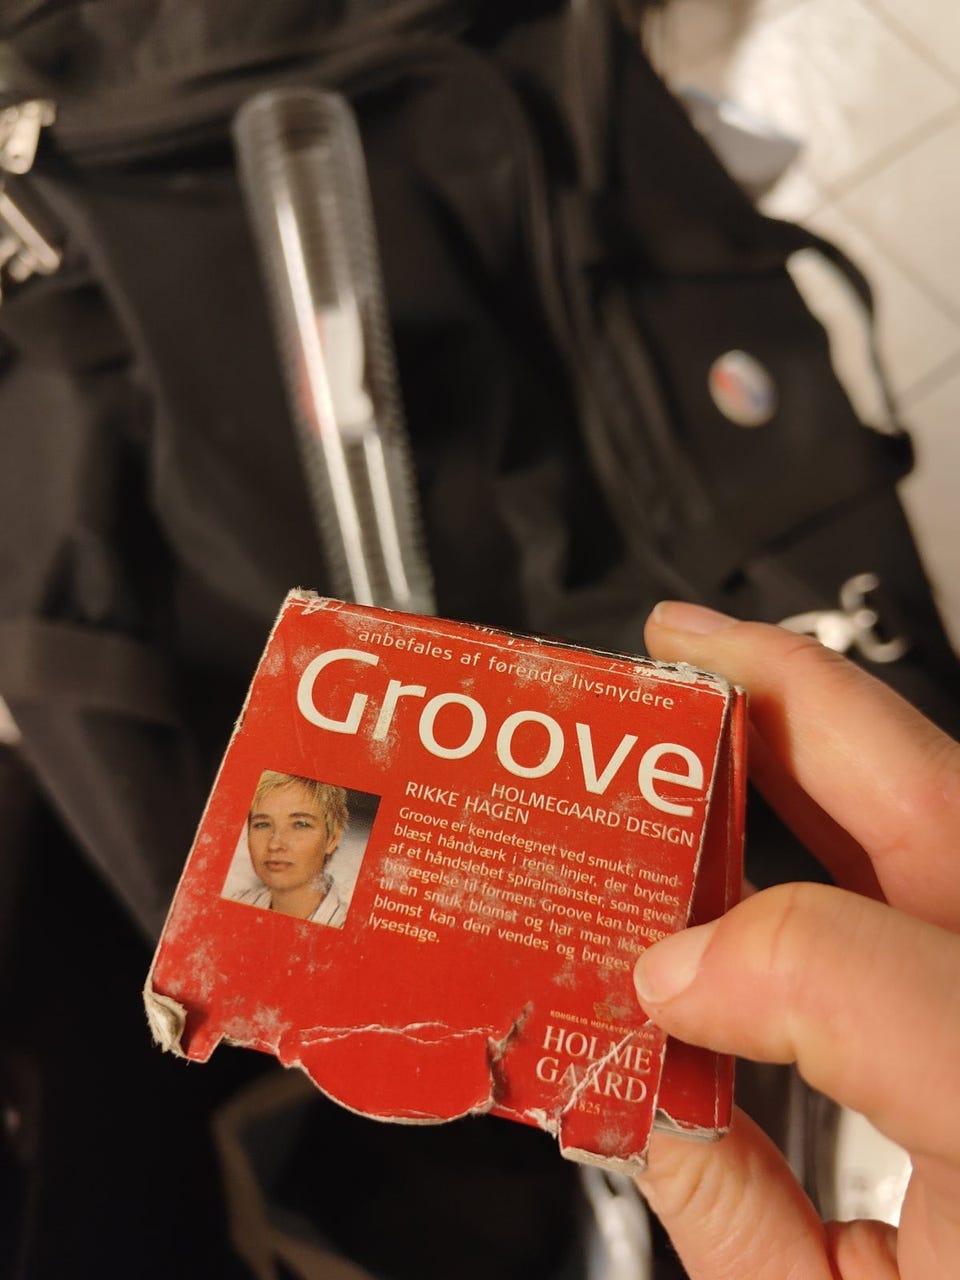 anbefales af førende livsnydere
Groove
HOLMEGAARD DESIGN
RIKKE HAGEN
Groove er kendetegnet ved smukt, mund-
blæst håndværk i rene linjer, der brydes
af et håndslebet spiralmønster, som giver
bevægelse til formen. Groove kan bruges
til en smuk blomst og har man ikke
blomst kan den vendes og bruges
lysestage.
KONGELIG HOFLEVERANDØR
HOLME
GAARD
1825